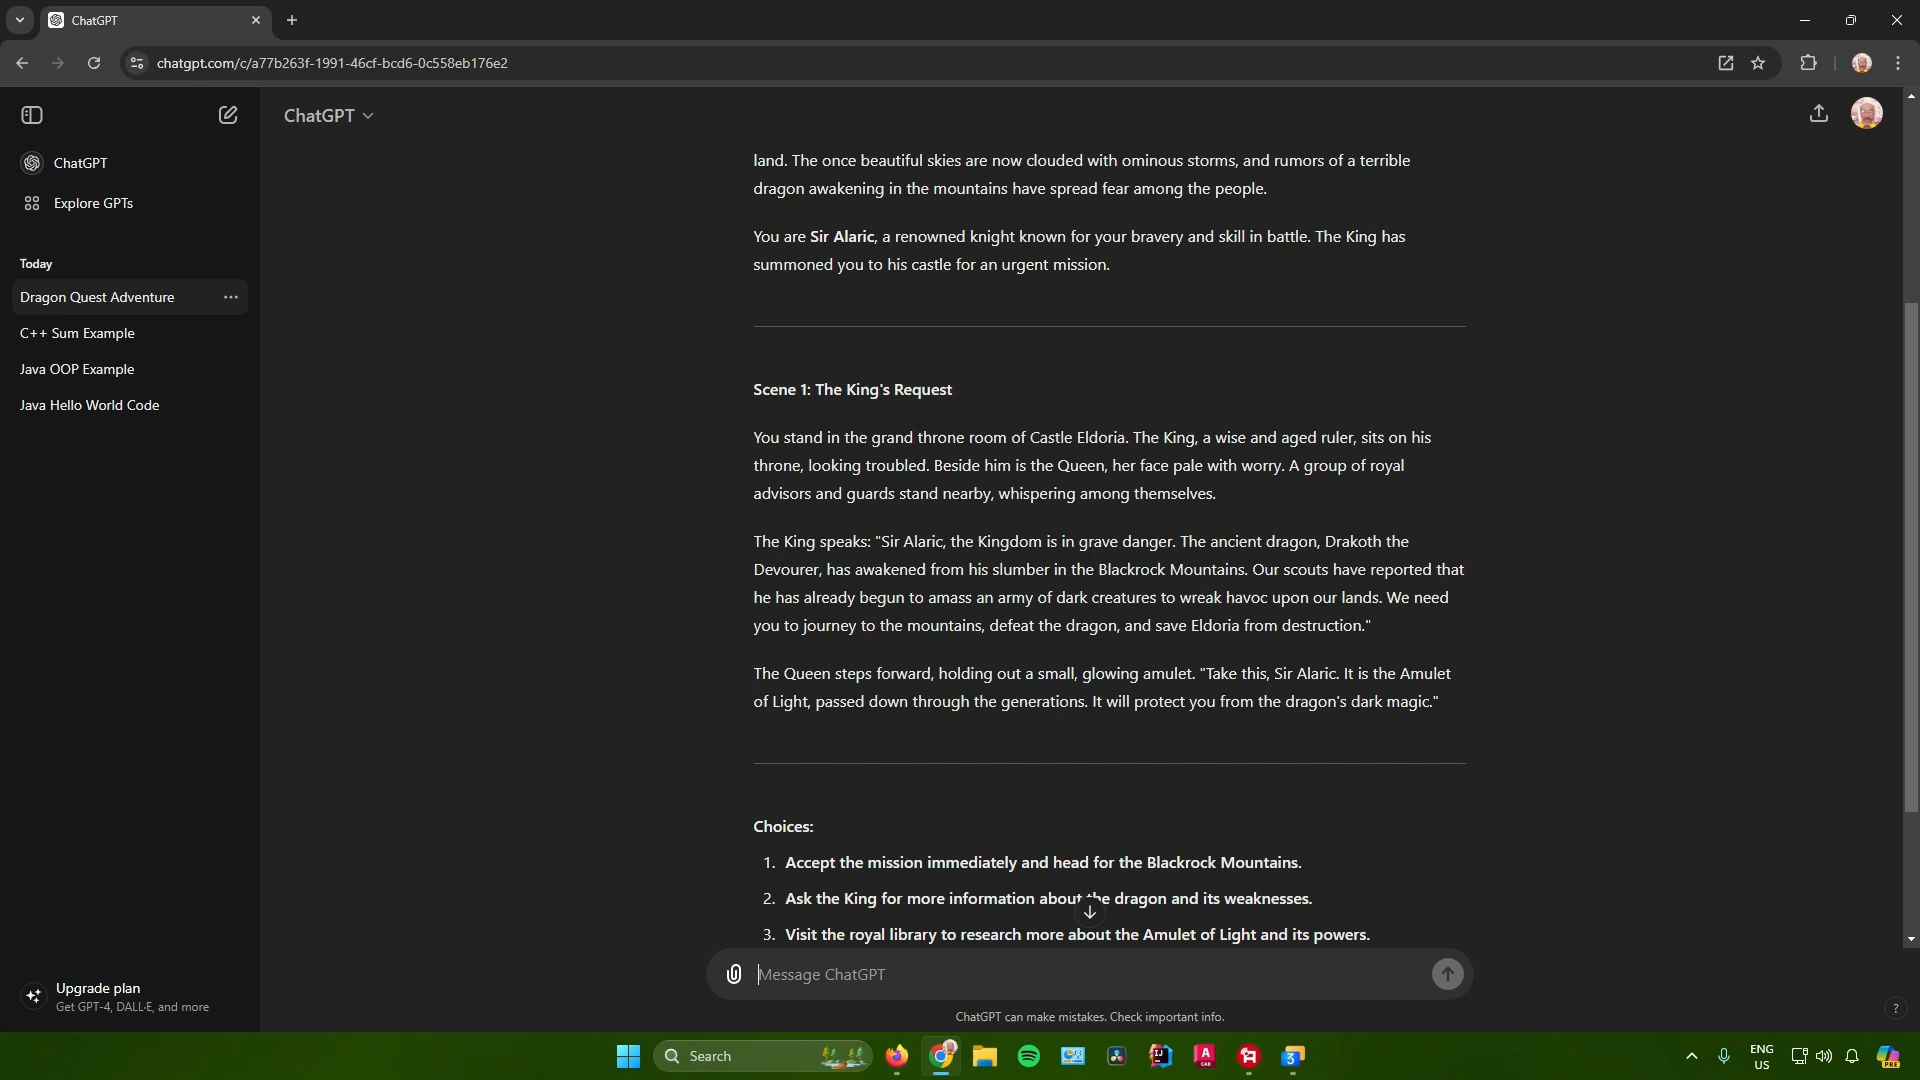 ChatGPT
chatgpt.com/c/a77b263f-1991-46cf-bcd6-0c558eb176e2
ChatGPT
Explore GPTs
Today
Dragon Quest Adventure
C++ Sum Example
Java OOP Example
Java Hello World Code
Upgrade plan
Get GPT-4, DALL·E, and more
ChatGPT
land. The once beautiful skies are now clouded with ominous storms, and rumors of a terrible
dragon awakening in the mountains have spread fear among the people.
You are Sir Alaric, a renowned knight known for your bravery and skill in battle. The King has
summoned you to his castle for an urgent mission.
Scene 1: The King's Request
You stand in the grand throne room of Castle Eldoria. The King, a wise and aged ruler, sits on his
throne, looking troubled. Beside him is the Queen, her face pale with worry. A group of royal
advisors and guards stand nearby, whispering among themselves.
The King speaks: "Sir Alaric, the Kingdom is in grave danger. The ancient dragon, Drakoth the
Devourer, has awakened from his slumber in the Blackrock Mountains. Our scouts have reported that
he has already begun to amass an army of dark creatures to wreak havoc upon our lands. We need
you to journey to the mountains, defeat the dragon, and save Eldoria from destruction."
The Queen steps forward, holding out a small, glowing amulet. "Take this, Sir Alaric. It is the Amulet
of Light, passed down through the generations. It will protect you from the dragon's dark magic."
Choices:
1. Accept the mission immediately and head for the Blackrock Mountains.
2. Ask the King for more information about the dragon and its weaknesses.
3. Visit the royal library to research more about the Amulet of Light and its powers.
Message ChatGPT
ChatGPT can make mistakes. Check important info.
?
Search
IJ
A
CAD
3
ENG
US
PRE